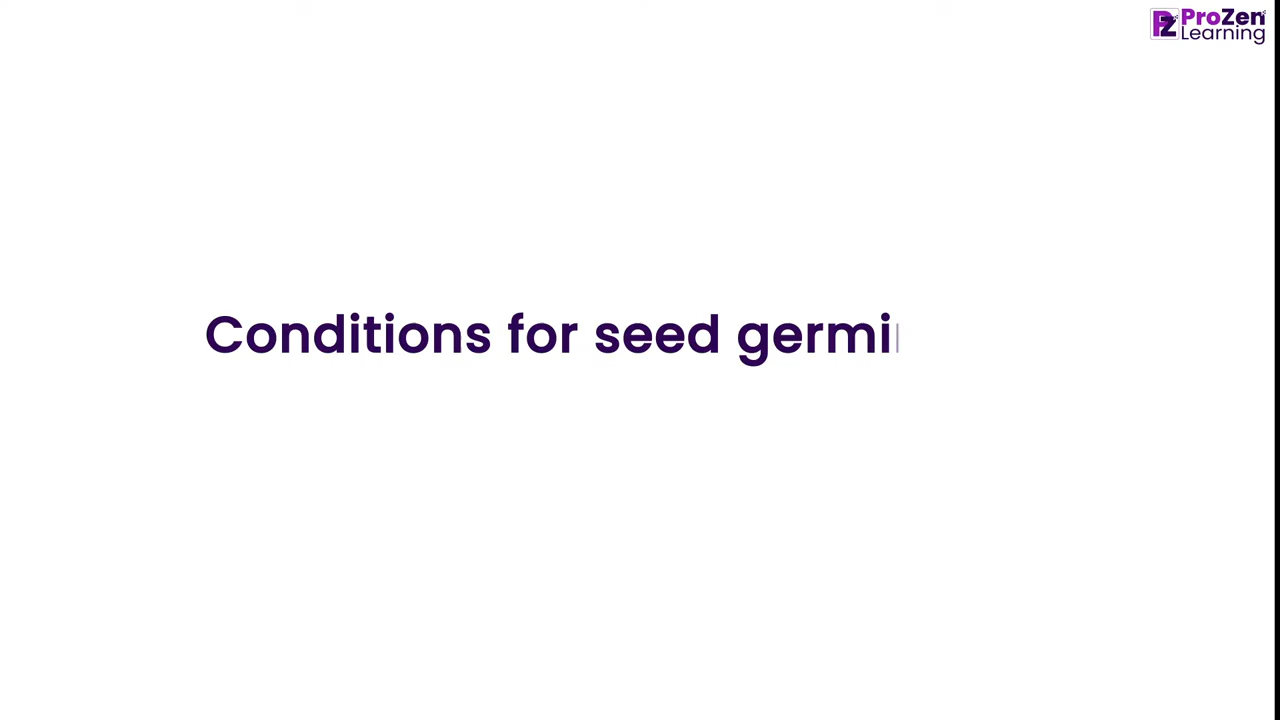 ProZen
Learning
Conditions for seed germi